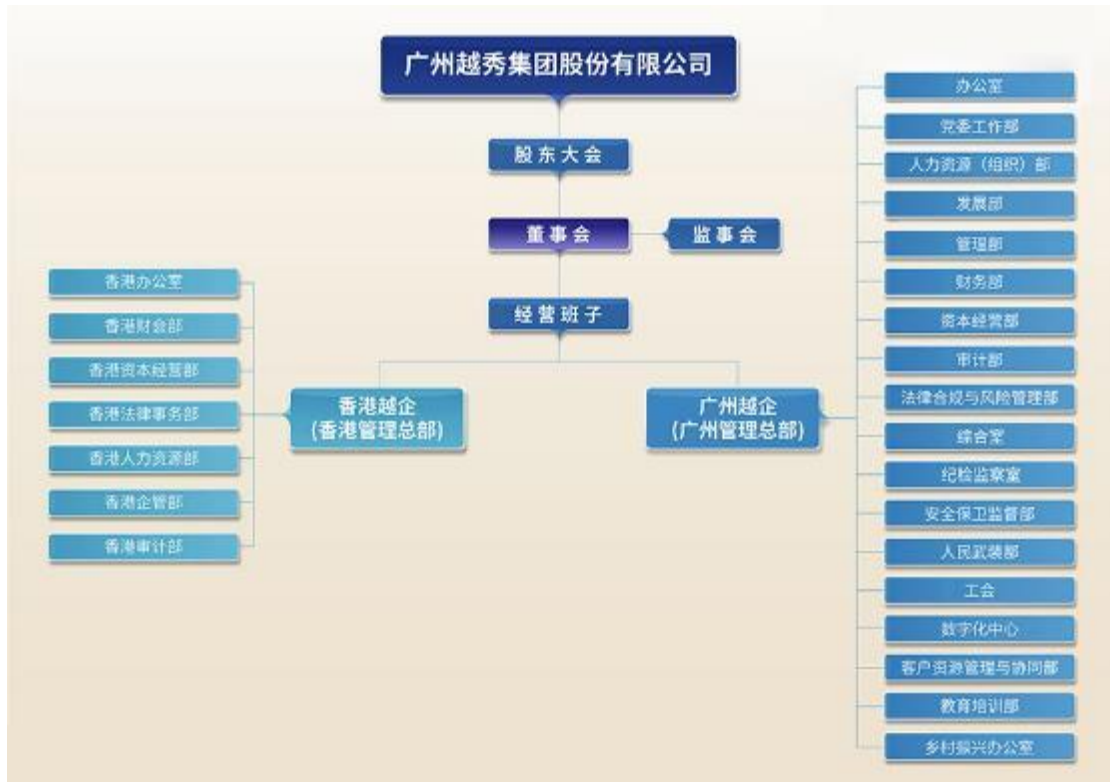 广州越秀集团股份有限公司
股东大会
董事会
监事会
经营班子
香港越企
(香港管理总部)
广州越企
(广州管理总部)
香港办公室
香港财会部
香港资本经营部
香港法律事务部
香港人力资源部
香港企管部
香港审计部
办公室
党委工作部
人力资源（组织）部
发展部
管理部
财务部
资本经营部
审计部
法律合规与风险管理部
综合室
纪检监察室
安全保卫监督部
人民武装部
工会
数字化中心
客户资源管理与协同部
教育培训部
乡村振兴办公室